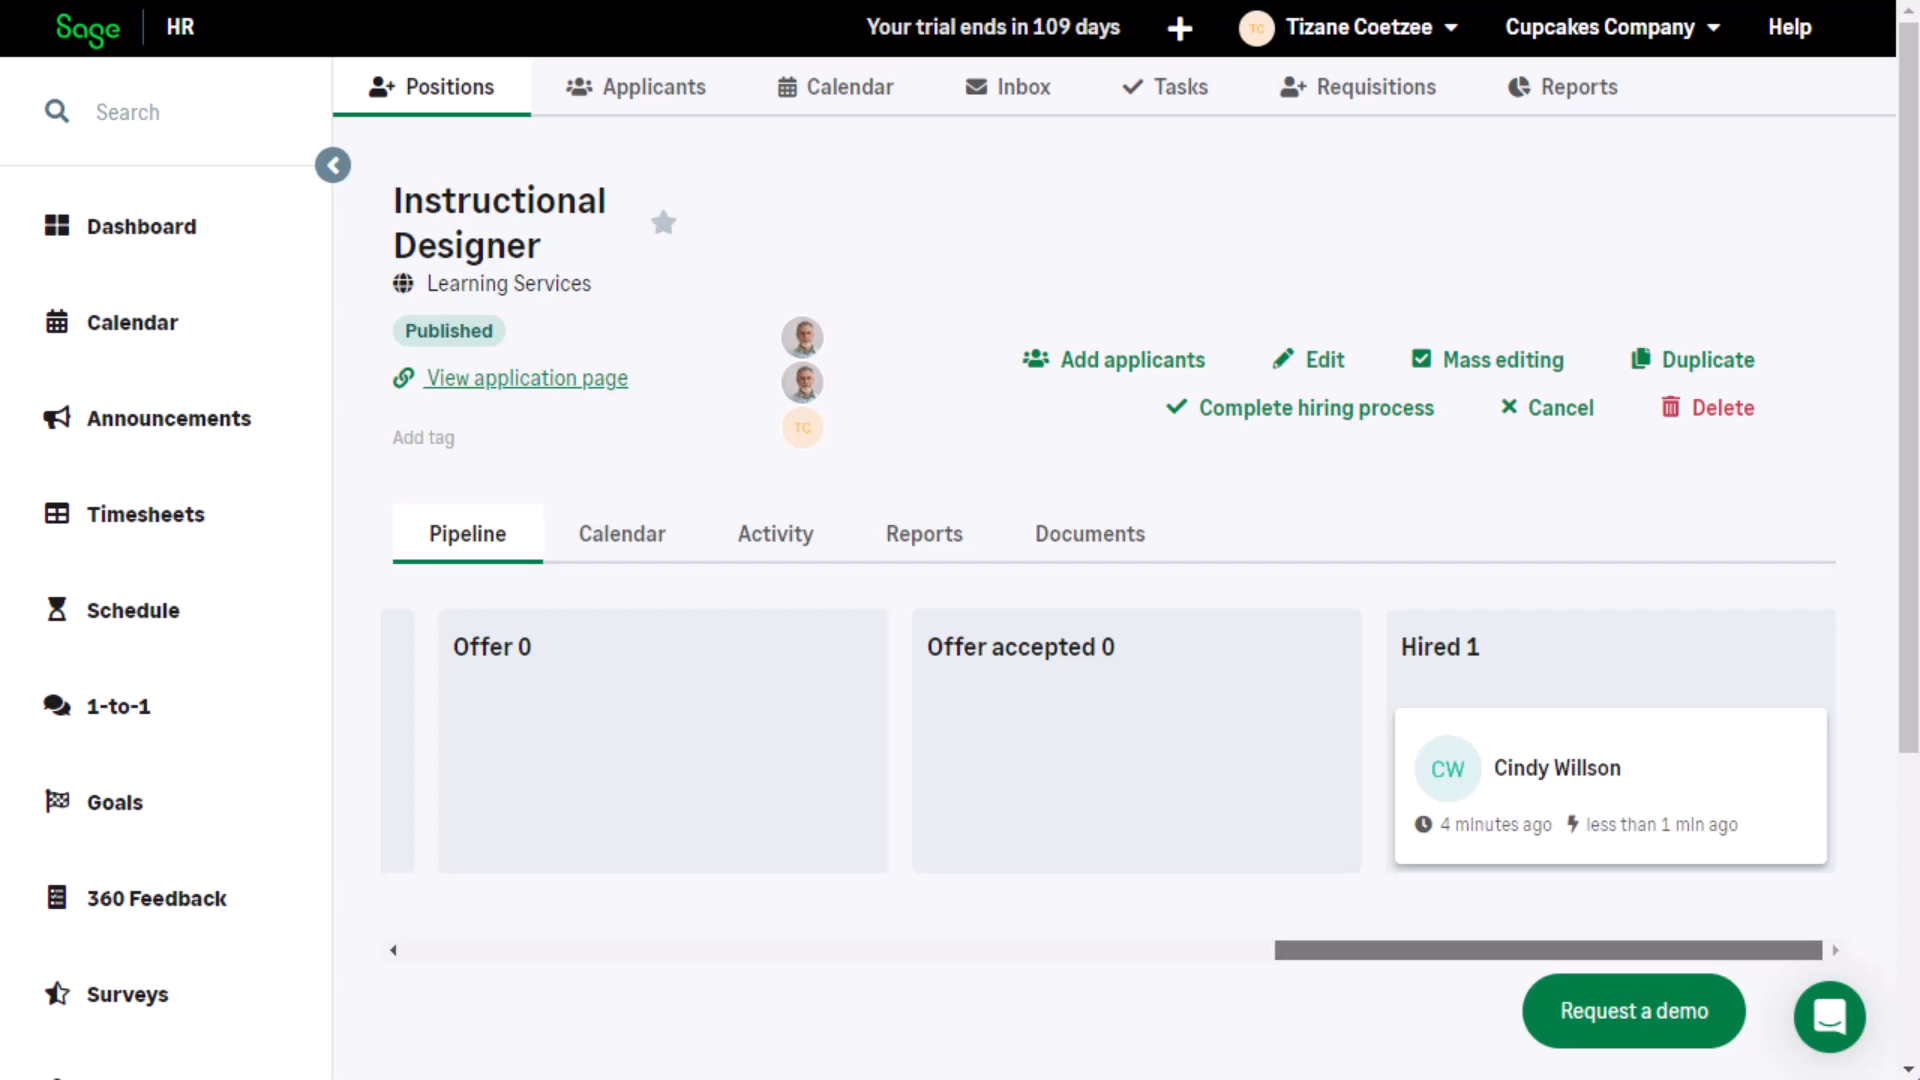 Sage HR
Your trial ends in 109 days
TC Tizane Coetzee
Cupcakes Company
Help
Search
Positions
Applicants
Calendar
Inbox
Tasks
Requisitions
Reports
Dashboard
Calendar
Announcements
Timesheets
Schedule
1-to-1
Goals
360 Feedback
Surveys
Instructional
Designer
Learning Services
Published
View application page
Add tag
TC
Add applicants
Edit
Mass editing
Duplicate
Complete hiring process
Cancel
Delete
Pipeline
Calendar
Activity
Reports
Documents
Offer 0
Offer accepted 0
Hired 1
CW Cindy Willson
4 minutes ago
less than 1 min ago
Request a demo